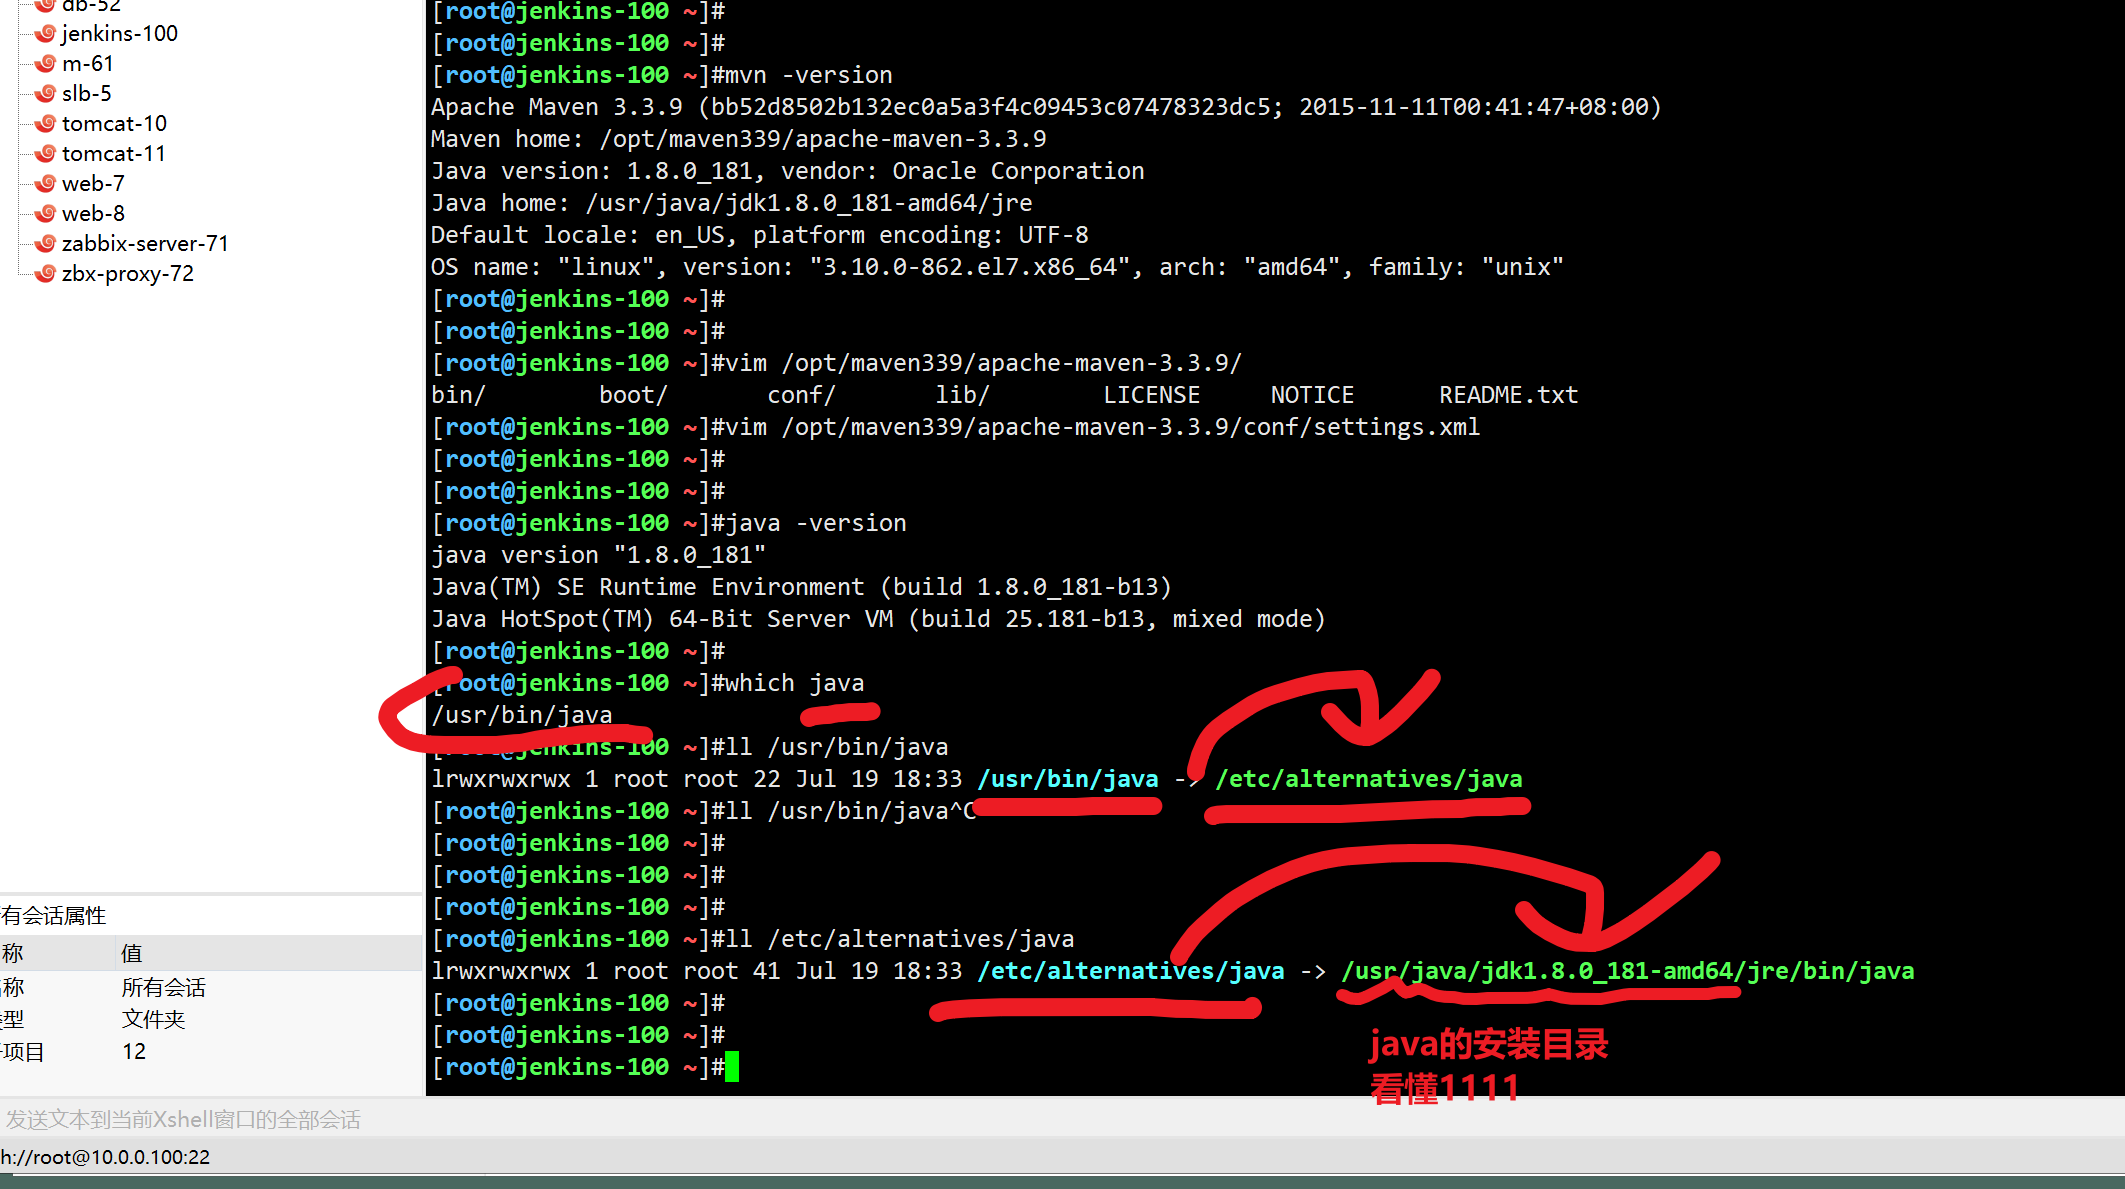 db-52
jenkins-100
m-61
slb-5
tomcat-10
tomcat-11
web-7
web-8
zabbix-server-71
zbx-proxy-72
有会话属性
称 值
称 所有会话
型 文件夹
项目 12
[root@jenkins-100 ~]#
[root@jenkins-100 ~]#
[root@jenkins-100 ~]#mvn -version
Apache Maven 3.3.9 (bb52d8502b132ec0a5a3f4c09453c07478323dc5; 2015-11-11T00:41:47+08:00)
Maven home: /opt/maven339/apache-maven-3.3.9
Java version: 1.8.0_181, vendor: Oracle Corporation
Java home: /usr/java/jdk1.8.0_181-amd64/jre
Default locale: en_US, platform encoding: UTF-8
OS name: "linux", version: "3.10.0-862.el7.x86_64", arch: "amd64", family: "unix"
[root@jenkins-100 ~]#
[root@jenkins-100 ~]#
[root@jenkins-100 ~]#vim /opt/maven339/apache-maven-3.3.9/
bin/ boot/ conf/ lib/ LICENSE NOTICE README.txt
[root@jenkins-100 ~]#vim /opt/maven339/apache-maven-3.3.9/conf/settings.xml
[root@jenkins-100 ~]#
[root@jenkins-100 ~]#
[root@jenkins-100 ~]#java -version
java version "1.8.0_181"
Java(TM) SE Runtime Environment (build 1.8.0_181-b13)
Java HotSpot(TM) 64-Bit Server VM (build 25.181-b13, mixed mode)
[root@jenkins-100 ~]#
[root@jenkins-100 ~]#which java
/usr/bin/java
[root@jenkins-100 ~]#ll /usr/bin/java
lrwxrwxrwx 1 root root 22 Jul 19 18:33 /usr/bin/java -> /etc/alternatives/java
[root@jenkins-100 ~]#ll /usr/bin/java^C
[root@jenkins-100 ~]#
[root@jenkins-100 ~]#
[root@jenkins-100 ~]#
[root@jenkins-100 ~]#ll /etc/alternatives/java
lrwxrwxrwx 1 root root 41 Jul 19 18:33 /etc/alternatives/java -> /usr/java/jdk1.8.0_181-amd64/jre/bin/java
[root@jenkins-100 ~]#
[root@jenkins-100 ~]#
[root@jenkins-100 ~]#
java的安装目录
看懂1111
发送文本到当前Xshell窗口的全部会话
h://root@10.0.0.100:22